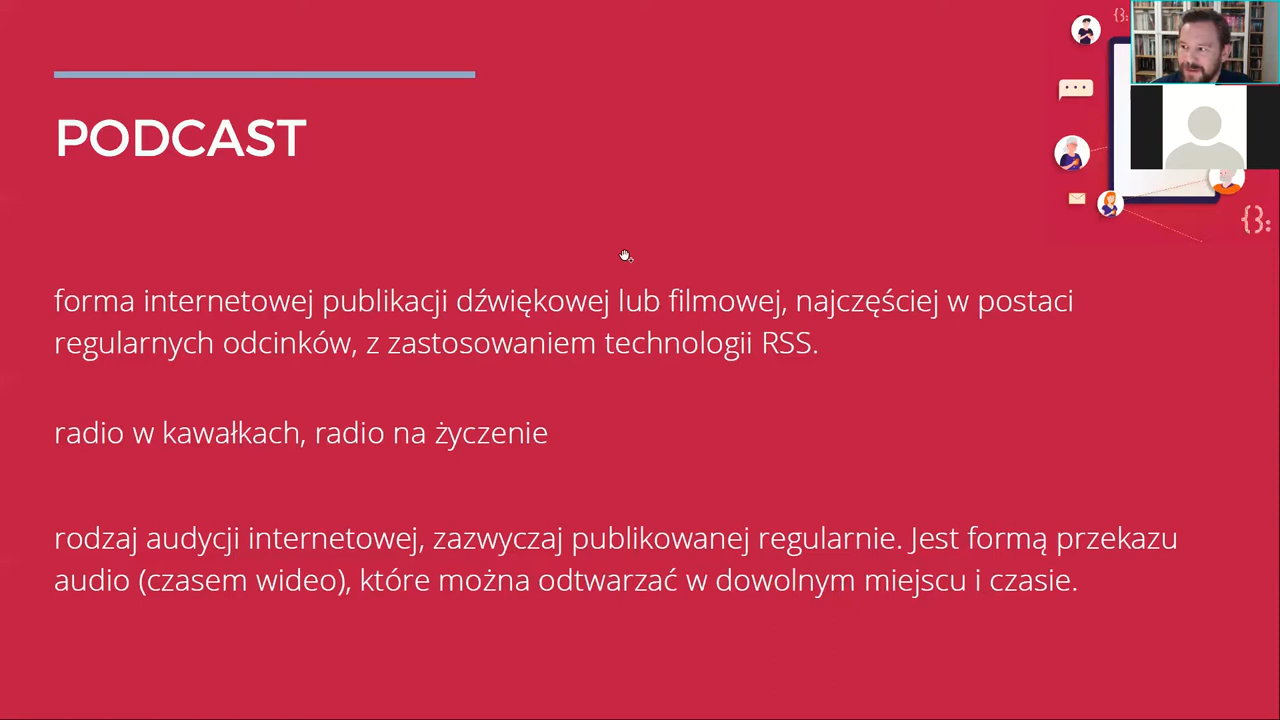 PODCAST
forma internetowej publikacji dźwiękowej lub filmowej, najczęściej w postaci
regularnych odcinków, z zastosowaniem technologii RSS.
radio w kawałkach, radio na życzenie
rodzaj audycji internetowej, zazwyczaj publikowanej regularnie. Jest formą przekazu
audio (czasem wideo), które można odtwarzać w dowolnym miejscu i czasie.